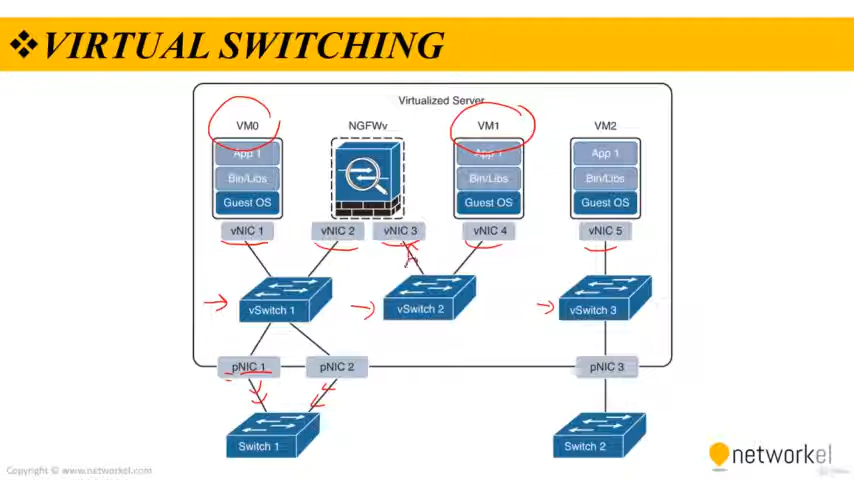 ❖VIRTUAL SWITCHING
Virtualized Server
VM0 NGFWv VM1 VM2
App 1 App 1 App 1
Bin/Libs Bin/Libs Bin/Libs
Guest OS Guest OS Guest OS
vNIC 1 vNIC 2 vNIC 3 vNIC 4 vNIC 5
vSwitch 1 vSwitch 2 vSwitch 3
pNIC 1 pNIC 2 pNIC 3
Switch 1 Switch 2
networkel
Copyright © www.networkel.com